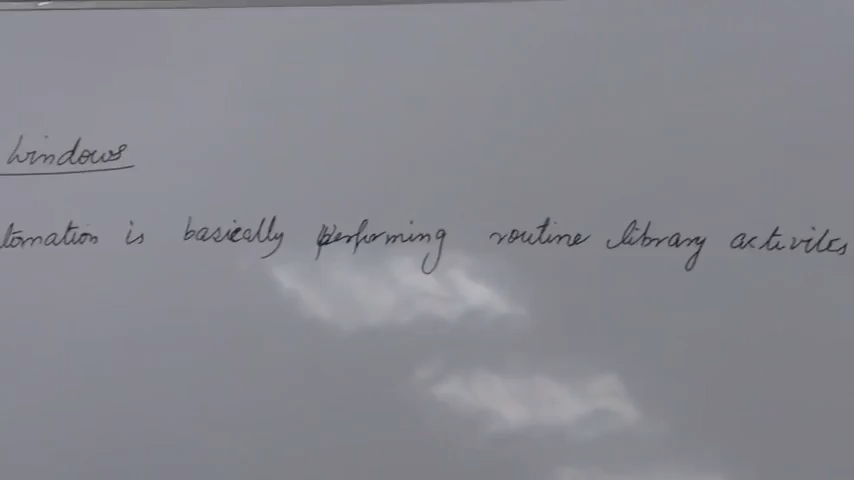 Windows
tomation is basically performing routine library activites